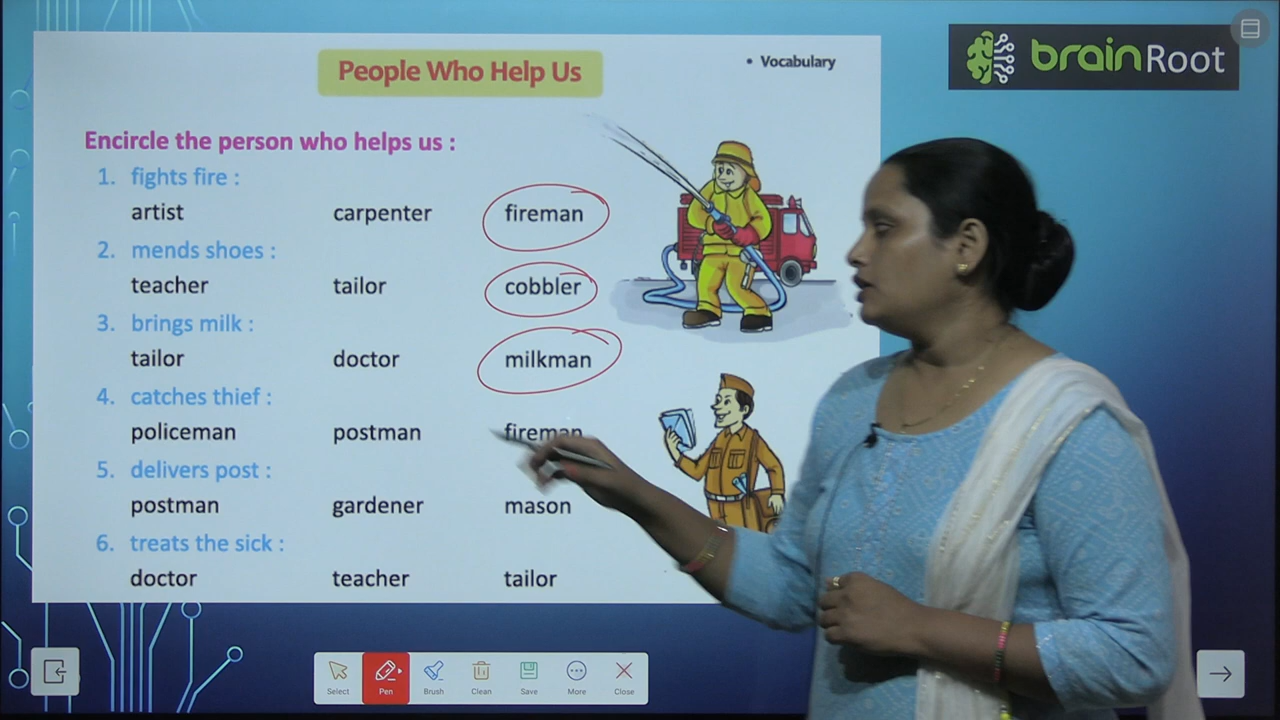 People Who Help Us
• Vocabulary
brainRoot
Encircle the person who helps us :
1. fights fire :
artist carpenter fireman
2. mends shoes :
teacher tailor cobbler
3. brings milk :
tailor doctor milkman
4. catches thief :
policeman postman fireman
5. delivers post :
postman gardener mason
6. treats the sick :
doctor teacher tailor
Select Pen Brush Clean Save More Close